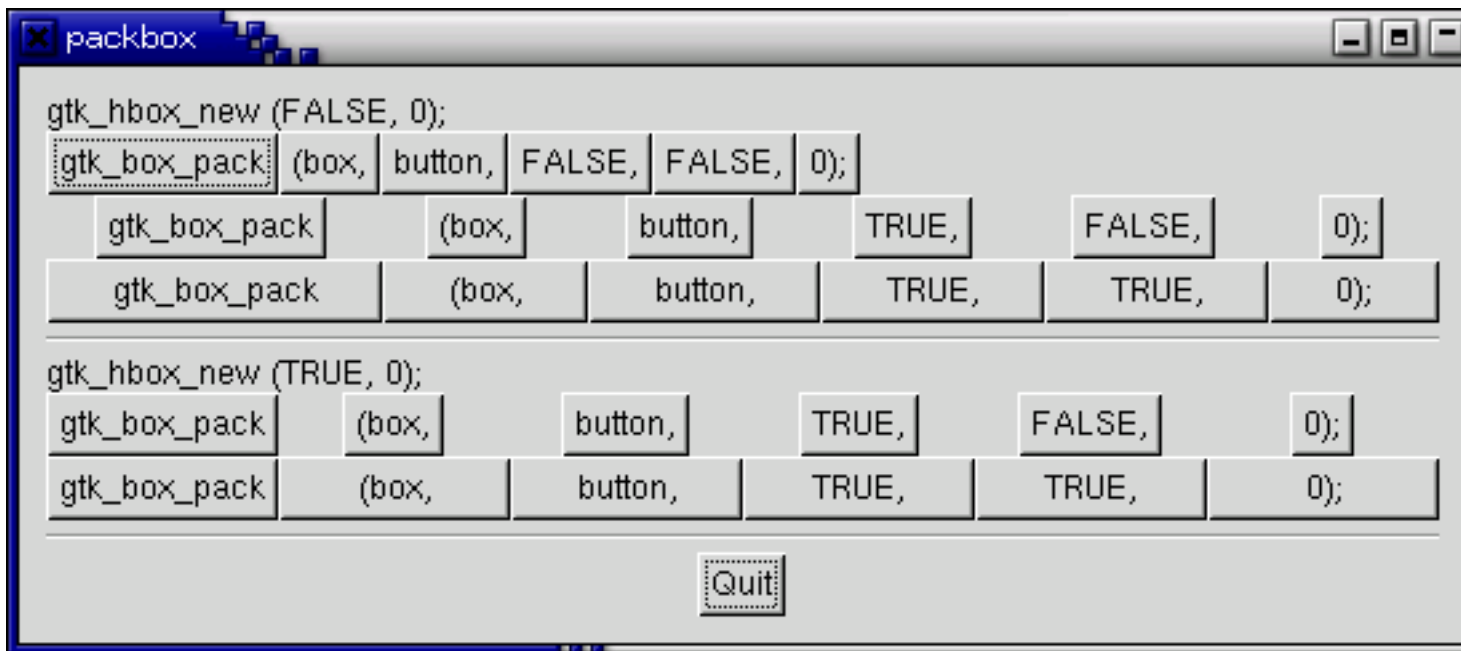 packbox
gtk_hbox_new (FALSE, 0);
gtk_box_pack (box, button, FALSE, FALSE, 0);
gtk_box_pack (box, button, TRUE, FALSE, 0);
gtk_box_pack (box, button, TRUE, TRUE, 0);
gtk_hbox_new (TRUE, 0);
gtk_box_pack (box, button, TRUE, FALSE, 0);
gtk_box_pack (box, button, TRUE, TRUE, 0);
Quit